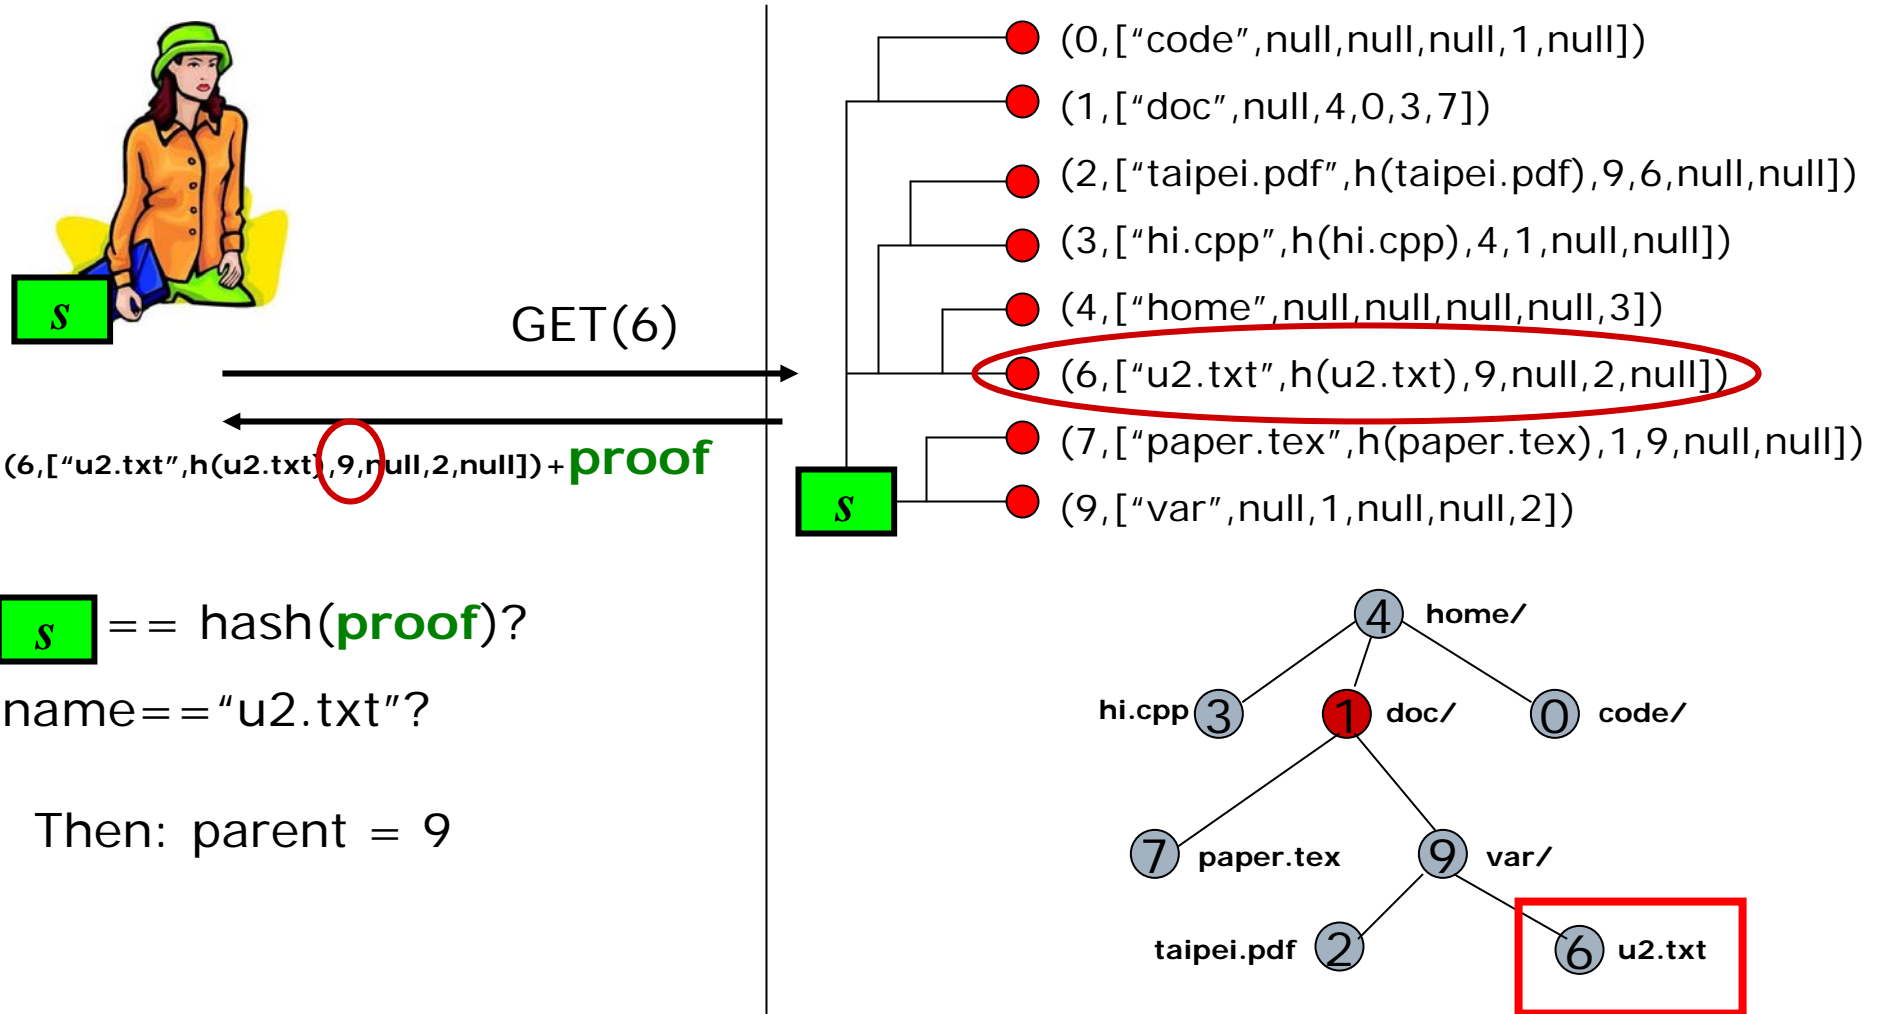 s
GET(6)
(6,["u2.txt",h(u2.txt),9,null,2,null])+proof
s == hash(proof)?
name=="u2.txt"?
Then: parent = 9
(0,["code",null,null,null,1,null])
(1,["doc",null,4,0,3,7])
(2,["taipei.pdf",h(taipei.pdf),9,6,null,null])
(3,["hi.cpp",h(hi.cpp),4,1,null,null])
(4,["home",null,null,null,null,3])
(6,["u2.txt",h(u2.txt),9,null,2,null])
(7,["paper.tex",h(paper.tex),1,9,null,null])
(9,["var",null,1,null,null,2])
s
4 home/
hi.cpp 3 1 doc/ 0 code/
7 paper.tex 9 var/
taipei.pdf 2 6 u2.txt